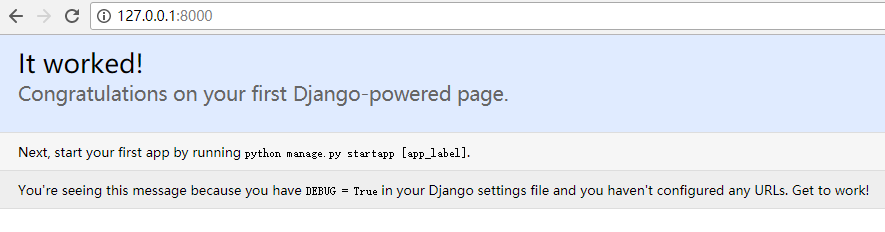 127.0.0.1:8000
It worked!
Congratulations on your first Django-powered page.
Next, start your first app by running python manage.py startapp [app_label].
You're seeing this message because you have DEBUG = True in your Django settings file and you haven't configured any URLs. Get to work!